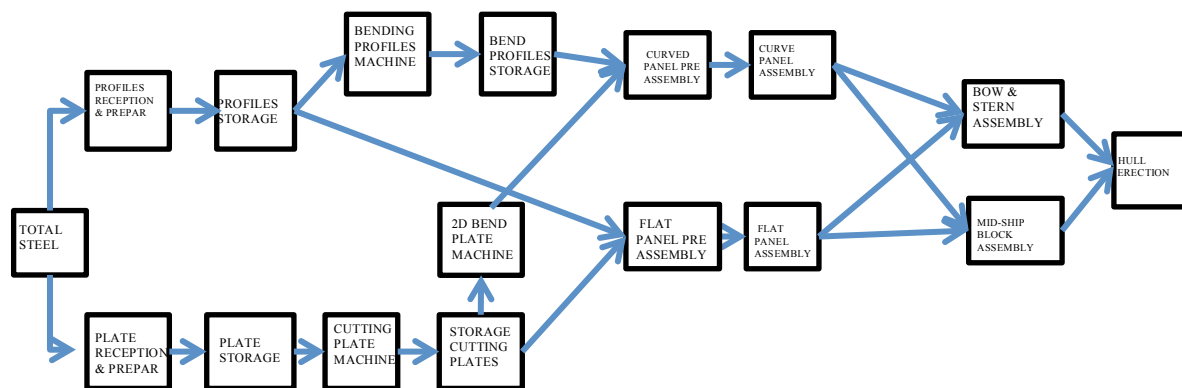 BENDING
PROFILES
MACHINE
BEND
PROFILES
STORAGE
CURVED
PANEL PRE
ASSEMBLY
CURVE
PANEL
ASSEMBLY
PROFILES
RECEPTION
& PREPAR
PROFILES
STORAGE
BOW &
STERN
ASSEMBLY
HULL
ERECTION
TOTAL
STEEL
2D BEND
PLATE
MACHINE
FLAT
PANEL PRE
ASSEMBLY
FLAT
PANEL
ASSEMBLY
MID-SHIP
BLOCK
ASSEMBLY
PLATE
RECEPTION
& PREPAR
PLATE
STORAGE
CUTTING
PLATE
MACHINE
STORAGE
CUTTING
PLATES